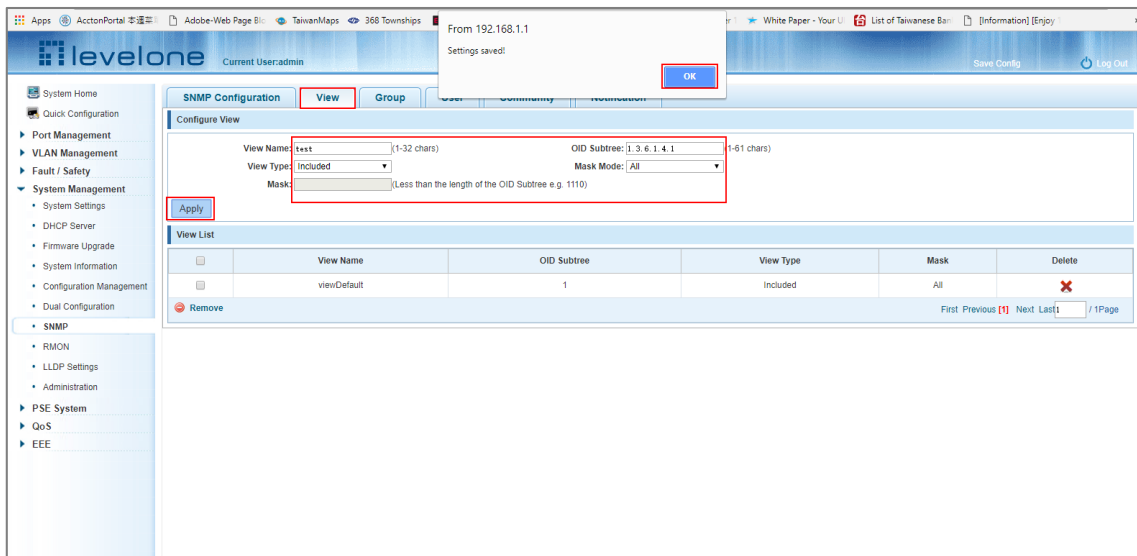 Apps AcctonPortal Adobe-Web Page Blo TaiwanMaps 368 Townships White Paper - Your U List of Taiwanese Ban [Information] [Enjoy
From 192.168.1.1
Settings saved!
OK
levelone Current User:admin Save Config Log Out
System Home
Quick Configuration
Port Management
VLAN Management
Fault / Safety
System Management
System Settings
DHCP Server
Firmware Upgrade
System Information
Configuration Management
Dual Configuration
SNMP
RMON
LLDP Settings
Administration
PSE System
QoS
EEE
SNMP Configuration View Group User Community Notification
Configure View
View Name: test (1-32 chars) OID Subtree: 1.3.6.1.4.1 (1-61 chars)
View Type: Included Mask Mode: All
Mask: (Less than the length of the OID Subtree e.g. 1110)
Apply
View List
View Name OID Subtree View Type Mask Delete
viewDefault 1 Included All
Remove First Previous [1] Next Last 1 / 1Page